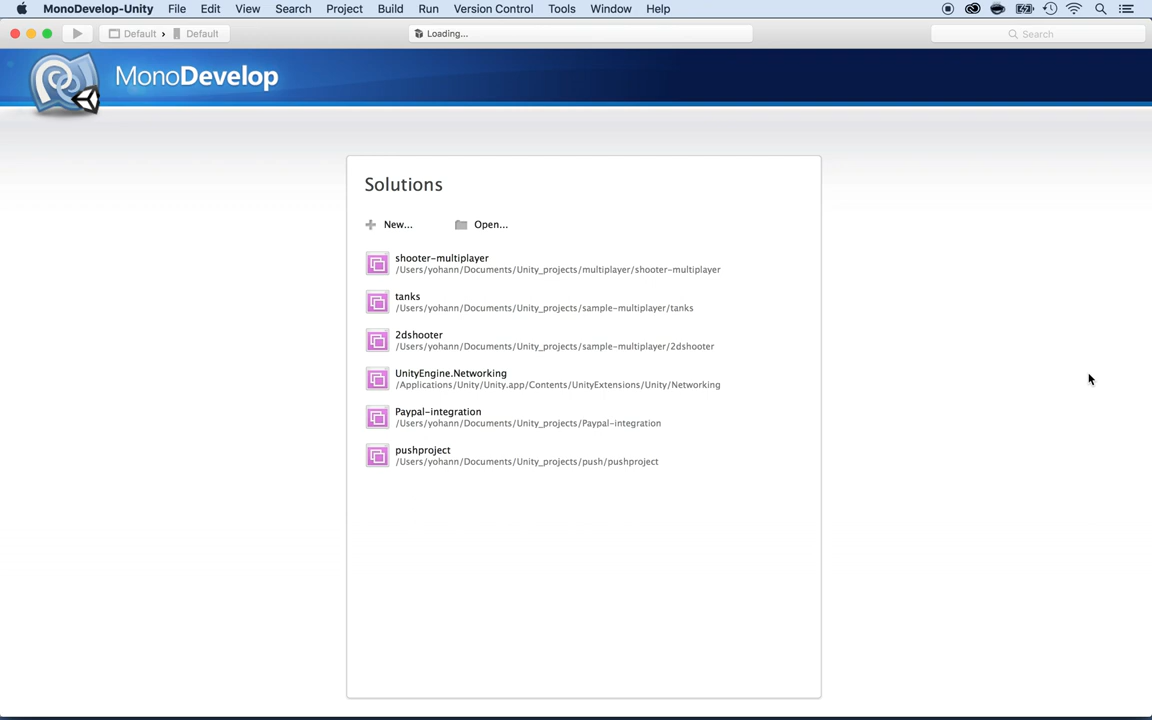 MonoDevelop-Unity File Edit View Search Project Build Run Version Control Tools Window Help
Default › Default Loading... Search
MonoDevelop
Solutions
New... Open...
shooter-multiplayer
/Users/yohann/Documents/Unity_projects/multiplayer/shooter-multiplayer
tanks
/Users/yohann/Documents/Unity_projects/sample-multiplayer/tanks
2dshooter
/Users/yohann/Documents/Unity_projects/sample-multiplayer/2dshooter
UnityEngine.Networking
/Applications/Unity/Unity.app/Contents/UnityExtensions/Unity/Networking
Paypal-integration
/Users/yohann/Documents/Unity_projects/Paypal-integration
pushproject
/Users/yohann/Documents/Unity_projects/push/pushproject